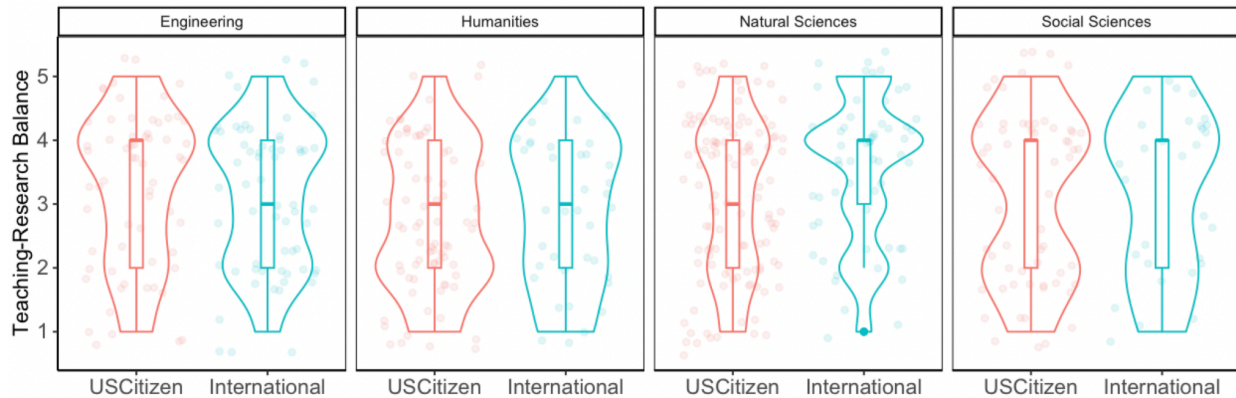 Engineering
Humanities
Natural Sciences
Social Sciences
Teaching-Research Balance
5
4
3
2
1
USCitizen International
USCitizen International
USCitizen International
USCitizen International